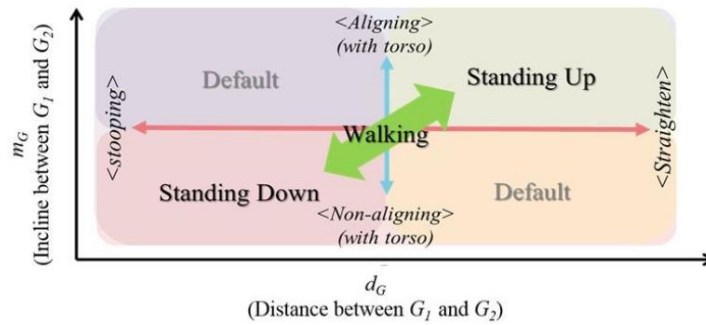 <Aligning>
(with torso)
Default
Standing Up
<stooping>
Walking
<Straighten>
Standing Down
Default
<Non-aligning>
(with torso)
m_G
(Incline between G_1 and G_2)
d_G
(Distance between G_1 and G_2)